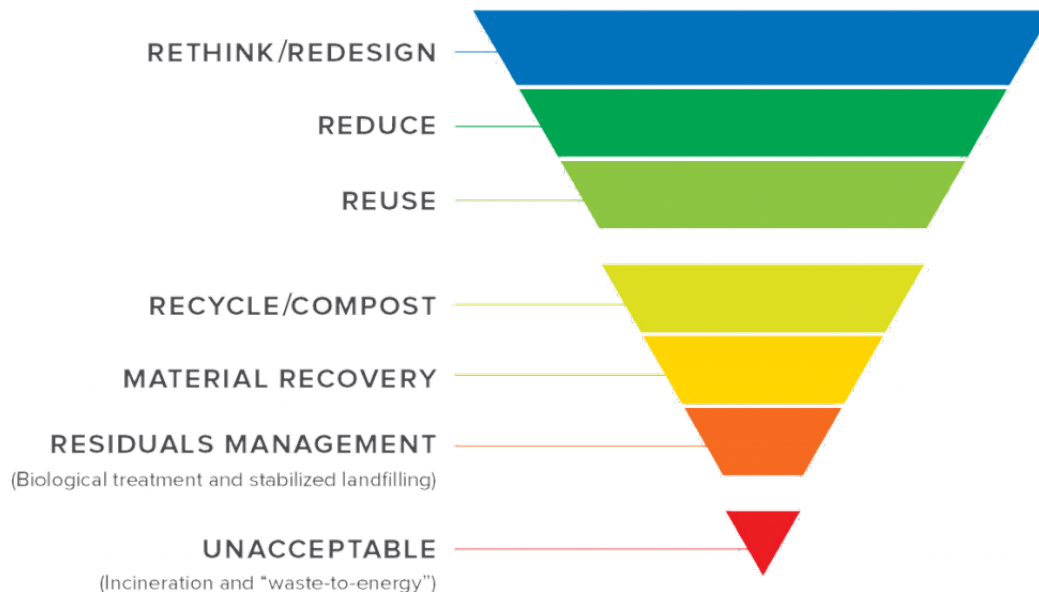 RETHINK/REDESIGN
REDUCE
REUSE
RECYCLE/COMPOST
MATERIAL RECOVERY
RESIDUALS MANAGEMENT
(Biological treatment and stabilized landfilling)
UNACCEPTABLE
(Incineration and “waste-to-energy”)